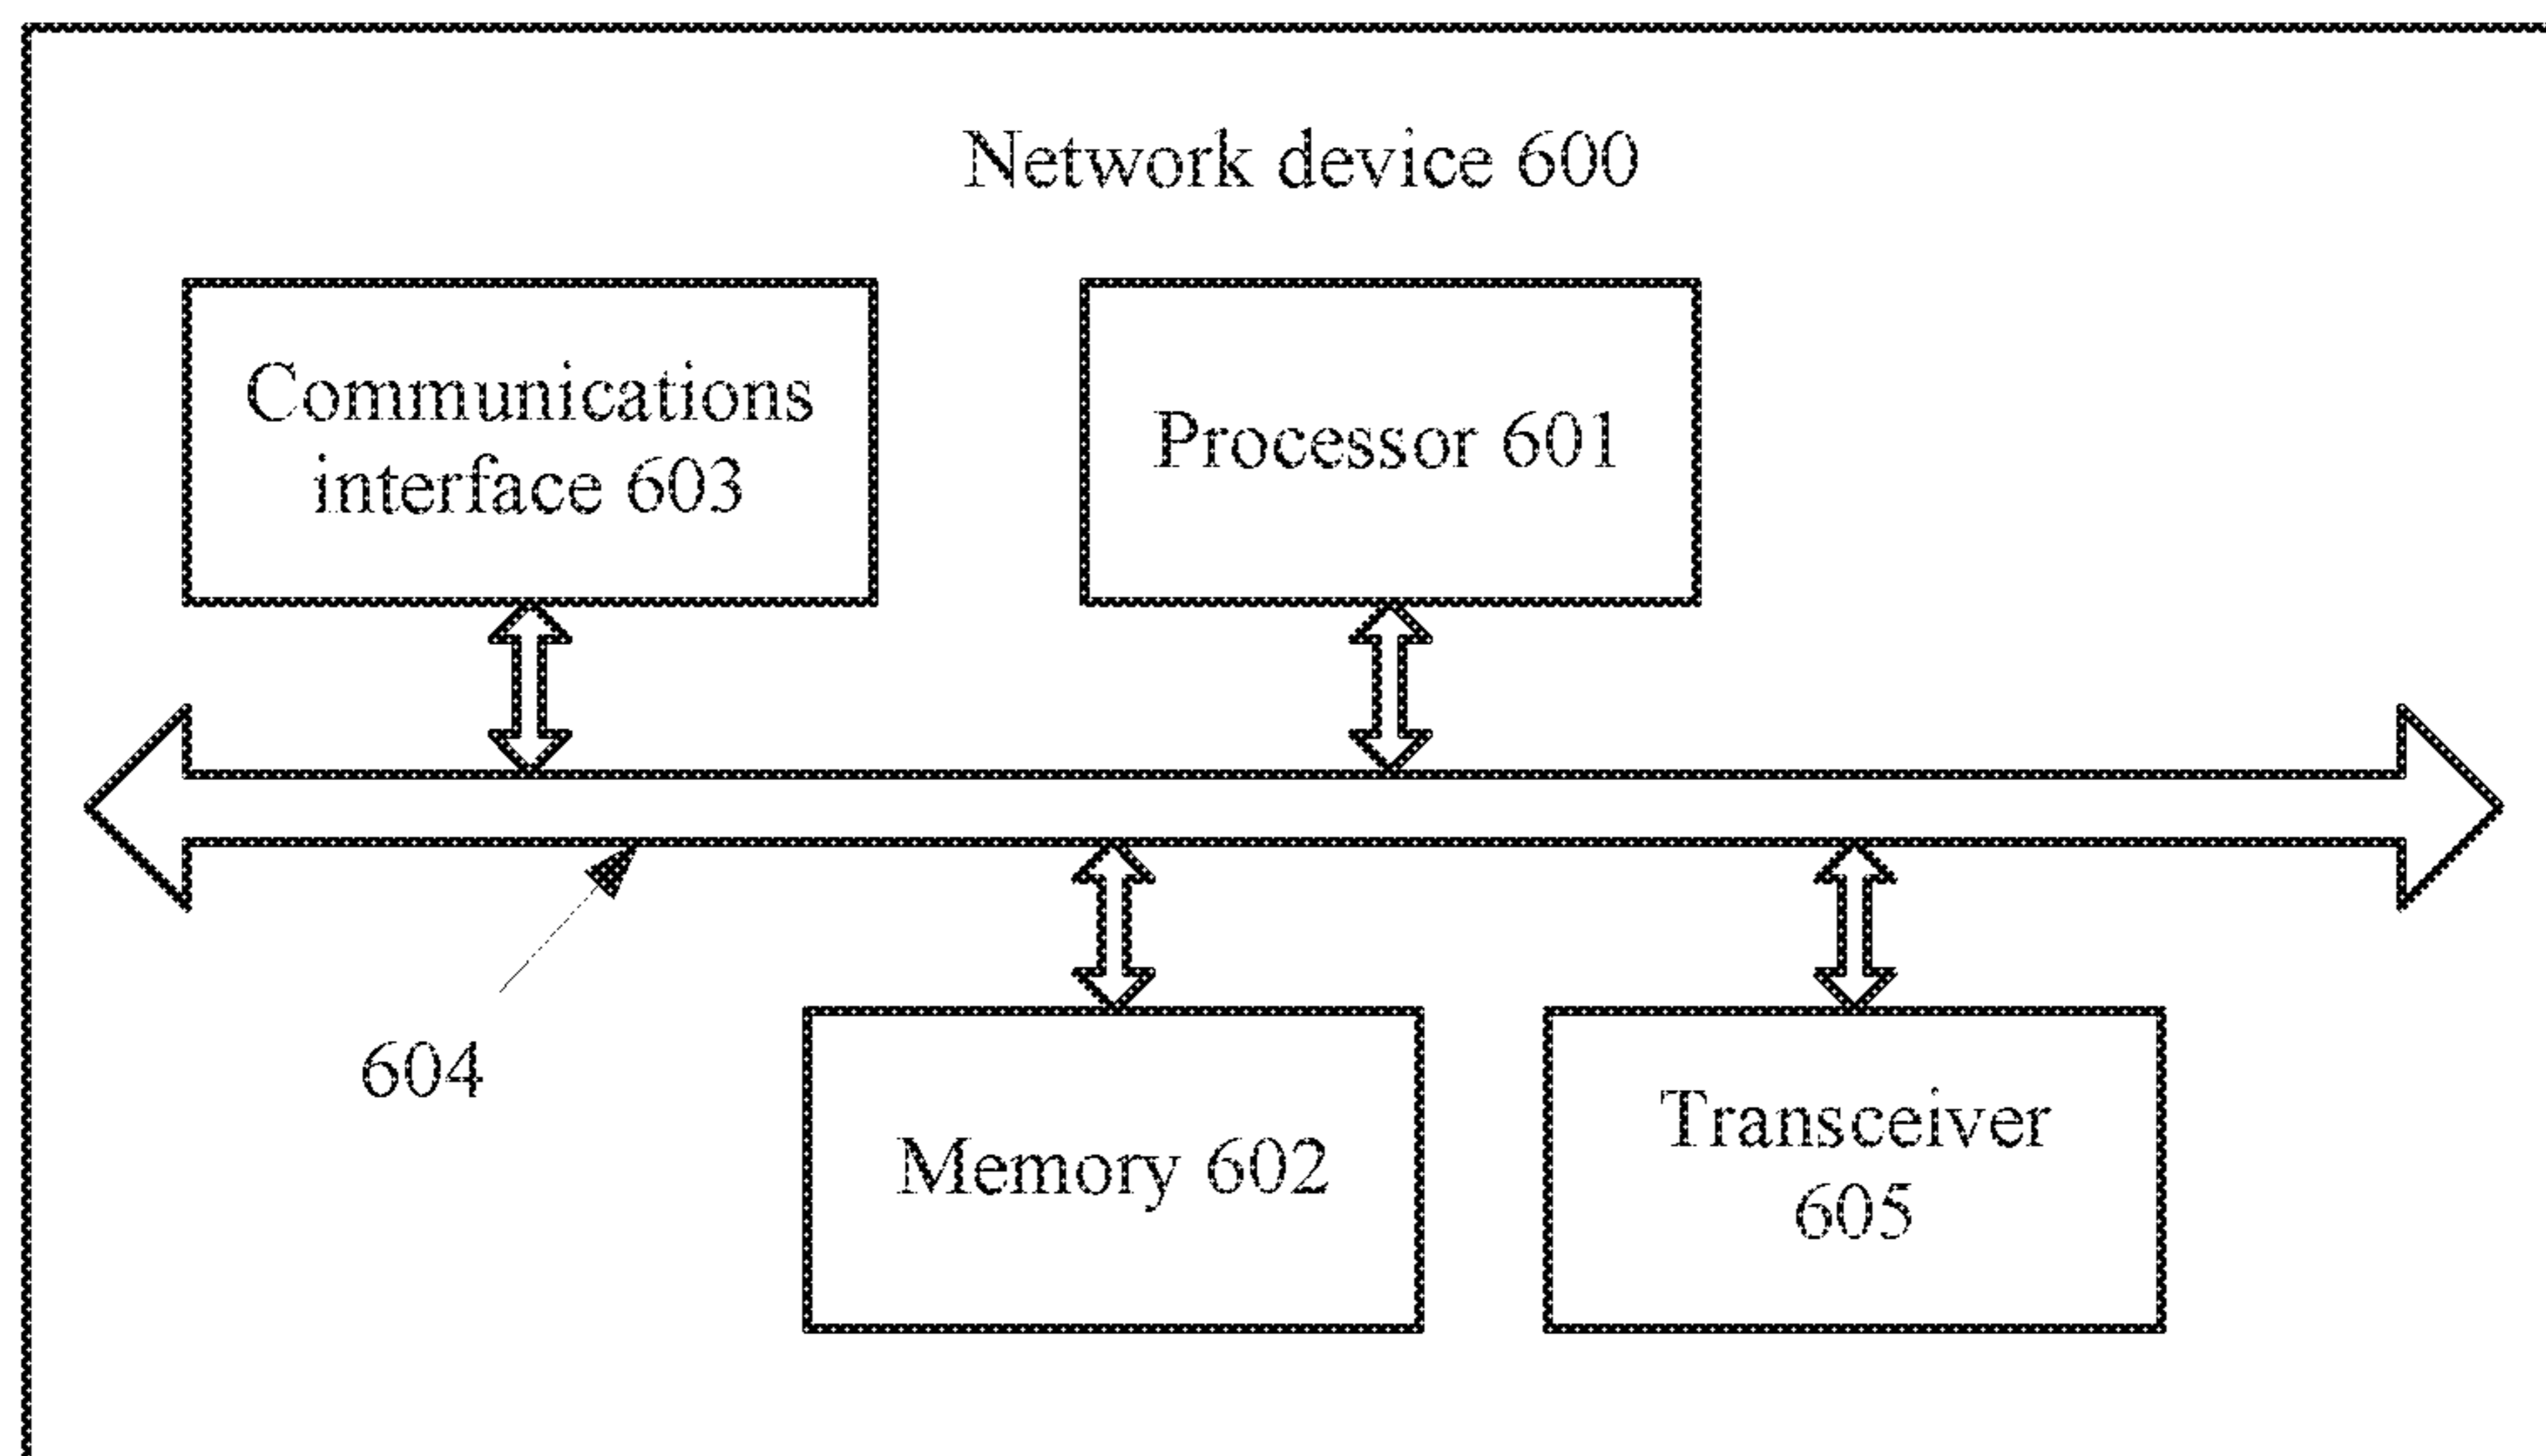 Network device 600
Communications
interface 603
Processor 601
604
Memory 602
Transceiver
605